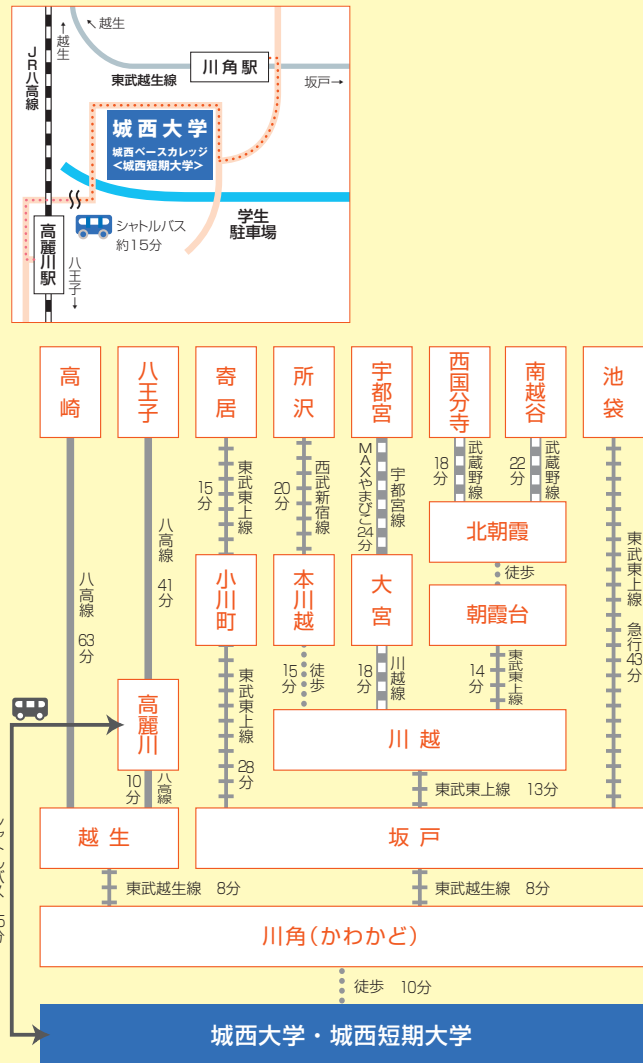 ↑越生
↖越生
JR八高線
東武越生線
川角駅
坂戸→
城西大学
城西ベースカレッジ
<城西短期大学>
高麗川駅
シャトルバス
約15分
学生
駐車場
八王子→
高崎
八王子
寄居
所沢
宇都宮
西国分寺
南越谷
池袋
東武東上線
15分
西武新宿線
20分
宇都宮線
MAXやまびこ24分
武蔵野線
18分
武蔵野線
22分
北朝霞
徒歩
八高線 63分
八高線 41分
小川町
本川越
大宮
朝霞台
東武東上線 急行43分
東武東上線 28分
徒歩
15分
川越線
18分
東武東上線
14分
高麗川
川越
八高線
10分
東武東上線 13分
越生
坂戸
東武越生線 8分
東武越生線 8分
川角(かわかど)
徒歩 10分
城西大学・城西短期大学